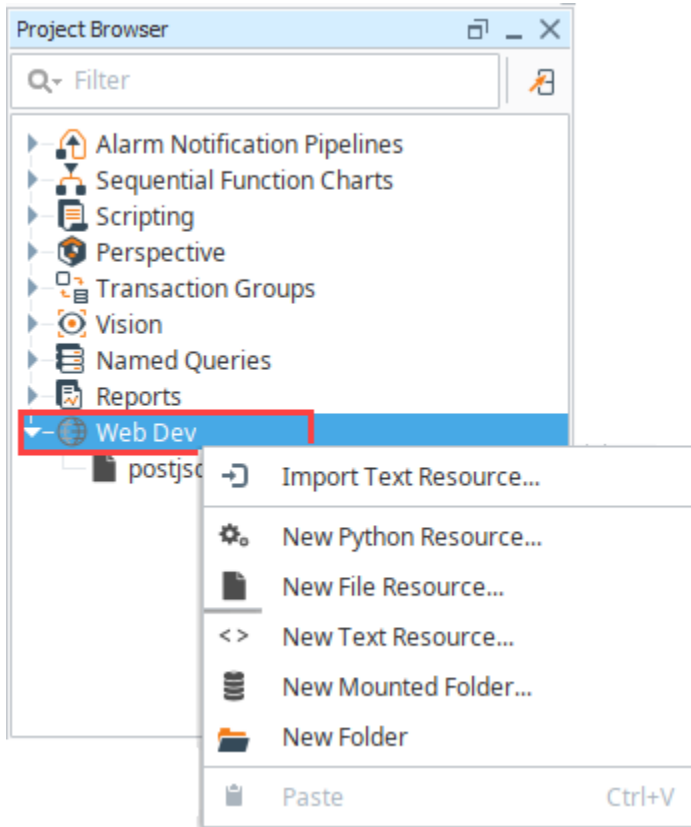 Project Browser
Filter
Alarm Notification Pipelines
Sequential Function Charts
Scripting
Perspective
Transaction Groups
Vision
Named Queries
Reports
Web Dev
Import Text Resource...
New Python Resource...
New File Resource...
New Text Resource...
New Mounted Folder...
New Folder
Paste Ctrl+V